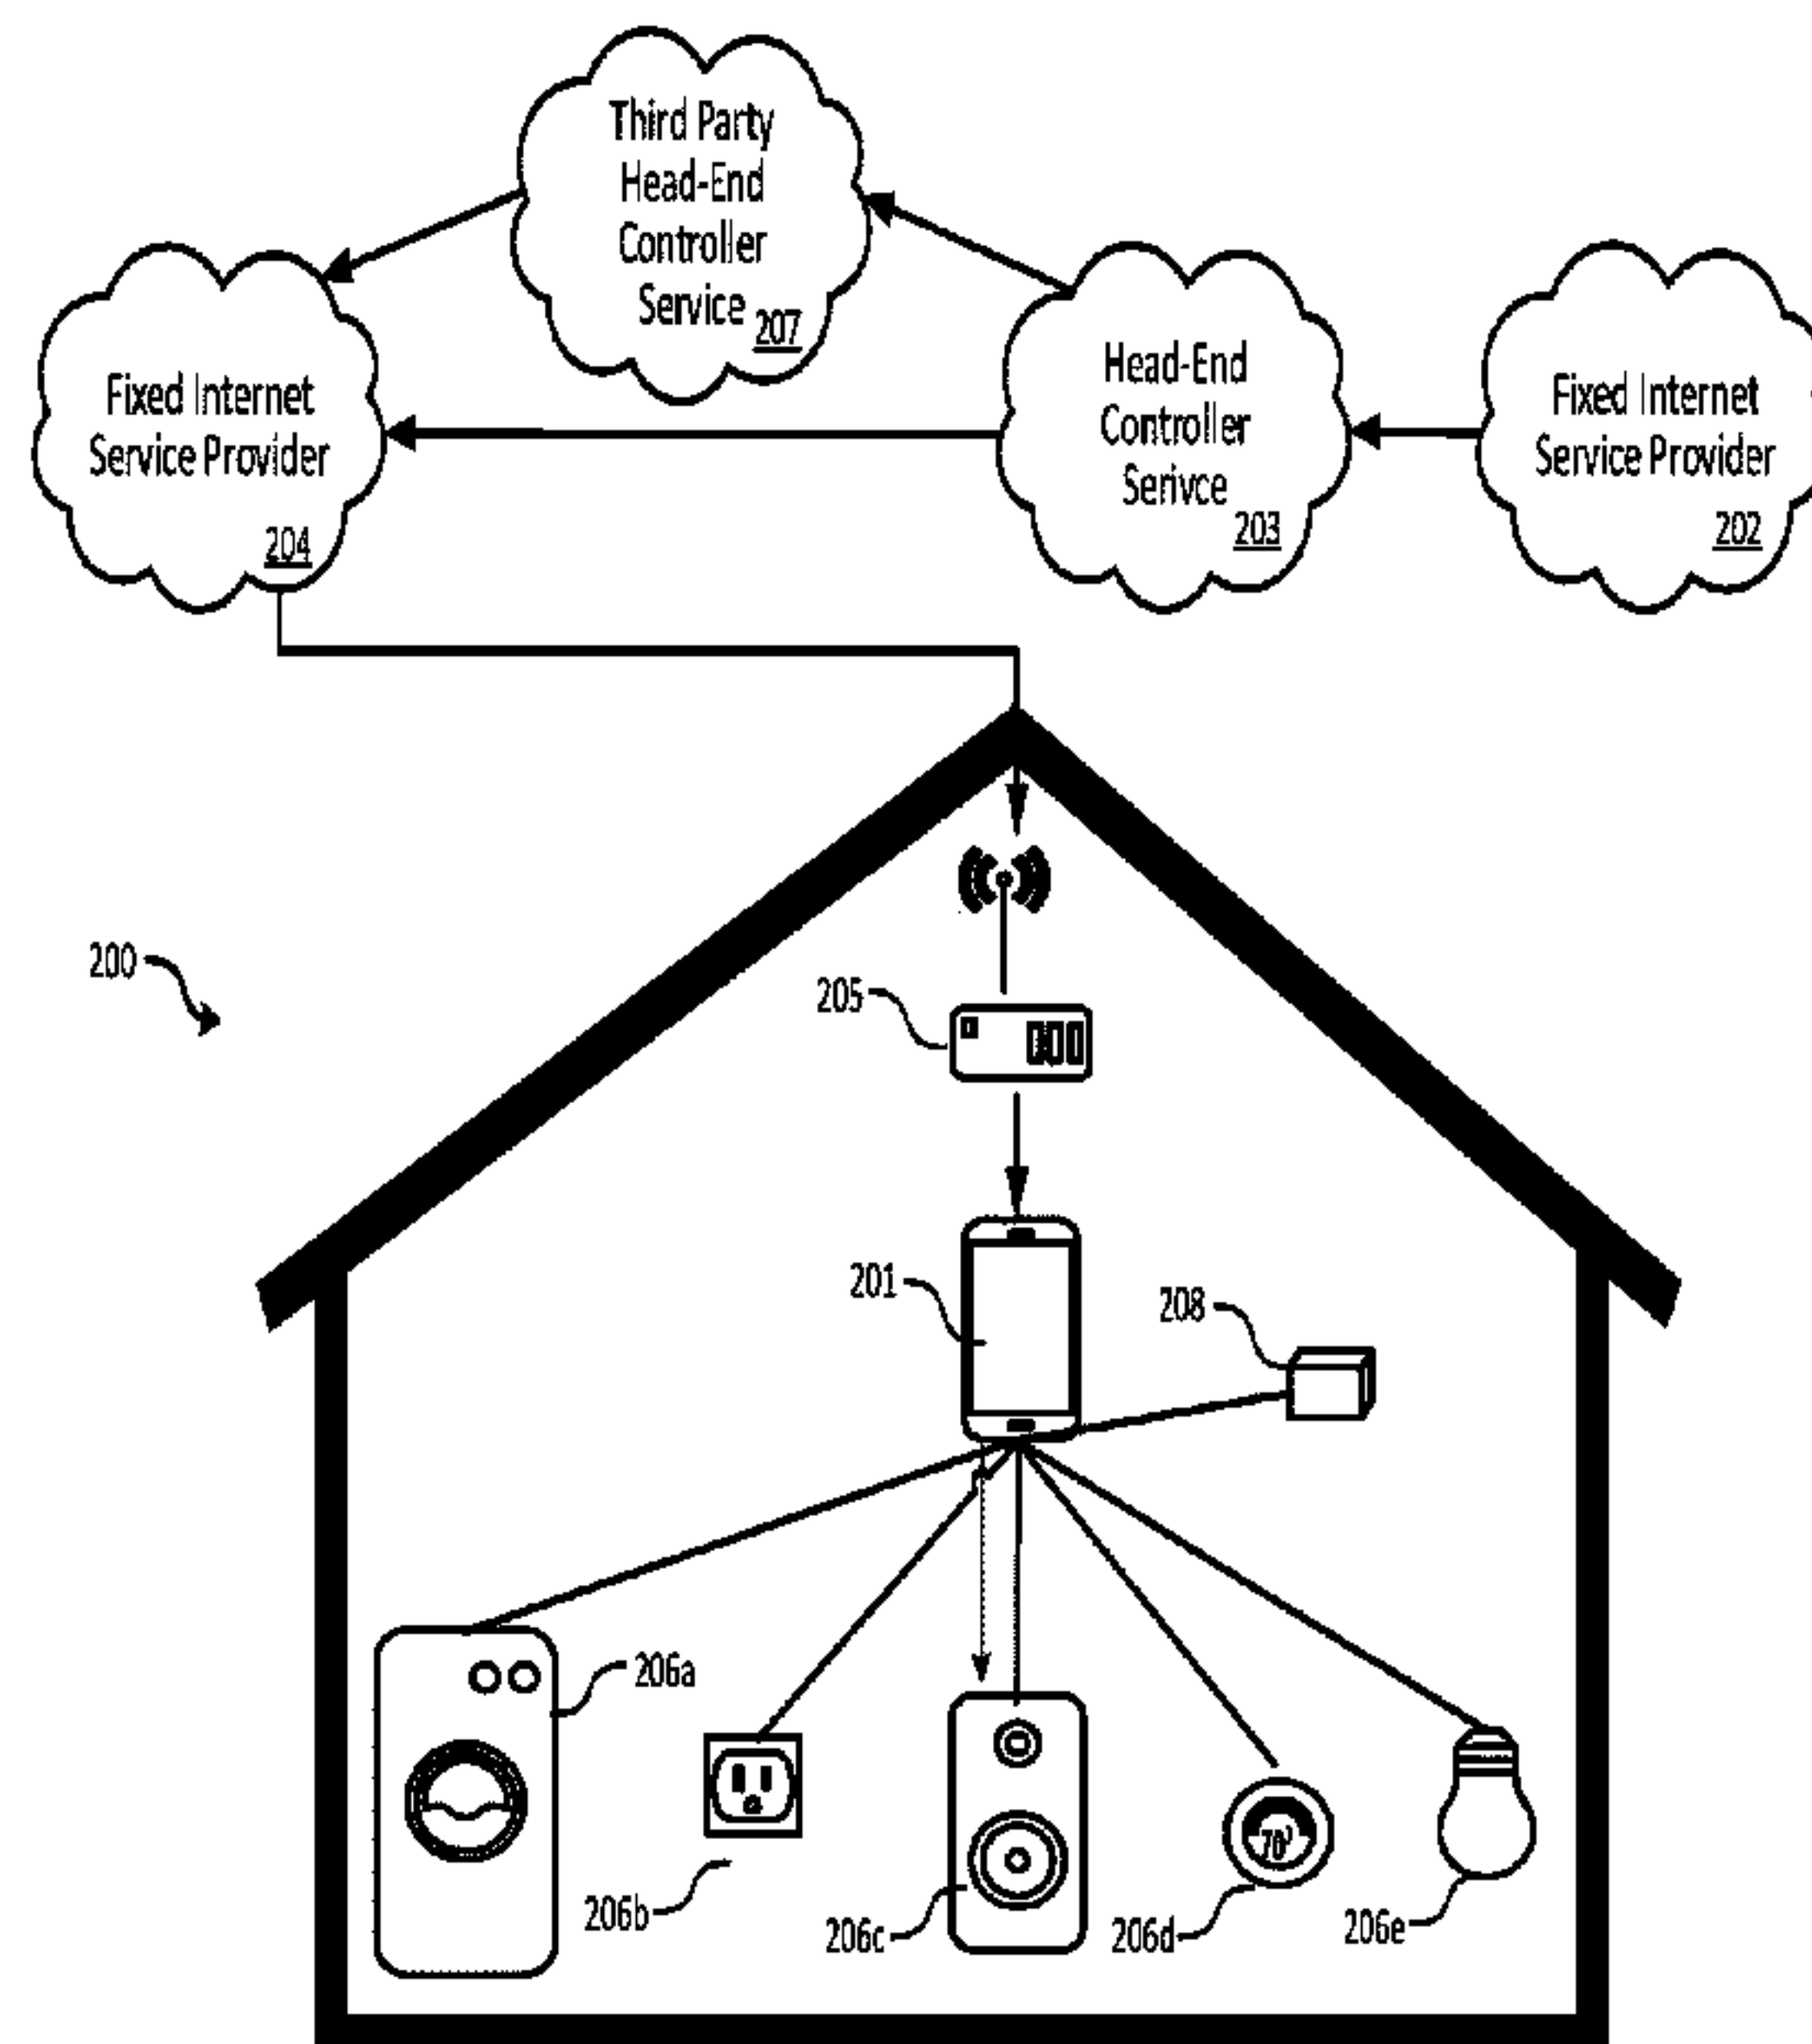 Third Party
Head-End
Controller
Service
207
Fixed Internet
Service Provider
204
Head-End
Controller
Serivce
203
Fixed Internet
Service Provider
202
200
205
201
208
206a
206b
206c
206d
206e
70°